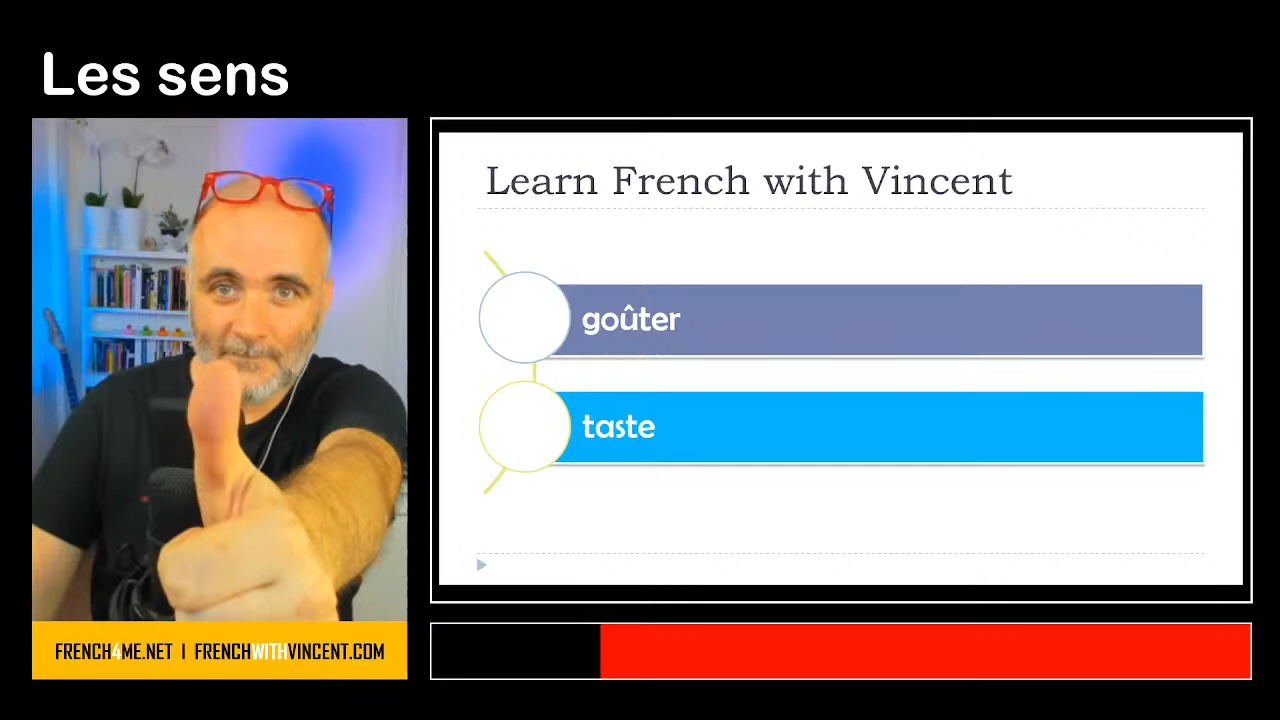 Les sens
Learn French with Vincent
goûter
taste
FRENCH4ME.NET I FRENCHWITHVINCENT.COM